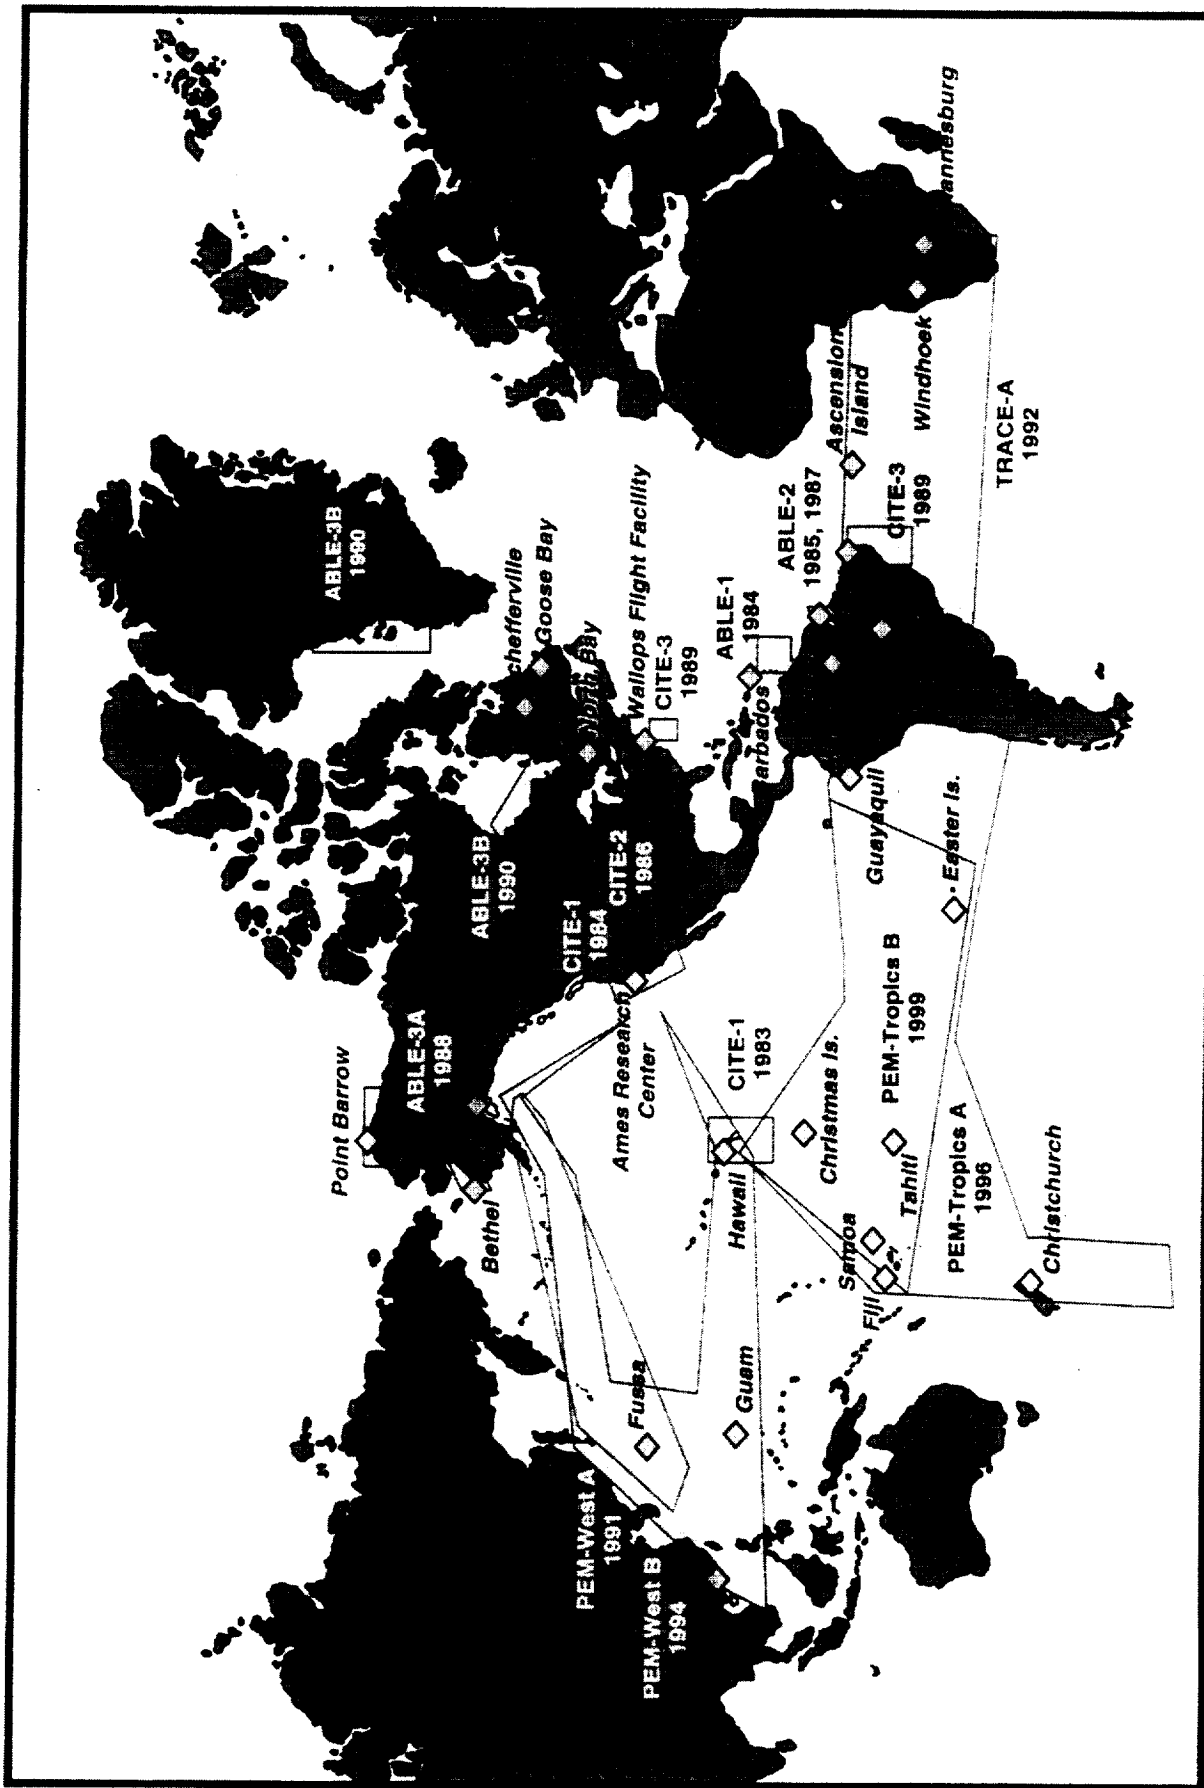 Point Barrow
ABLE-3A
1988
Bethel
ABLE-3B
1990
ABLE-3B
1990
Goose Bay
North Bay
Wallops Flight Facility
CITE-3
1989
CITE-1
1984
CITE-2
1986
Ames Research
Center
PEM-West A
1991
PEM-West B
1994
Fussa
Guam
Hawaii
CITE-1
1983
Christmas Is.
ABLE-1
1984
ABLE-2
1985, 1987
CITE-3
1989
Ascension
Island
Windhoek
TRACE-A
1992
Guayaquil
Easter Is.
PEM-Tropics B
1999
Samoa
Fiji
Tahiti
PEM-Tropics A
1996
Christchurch